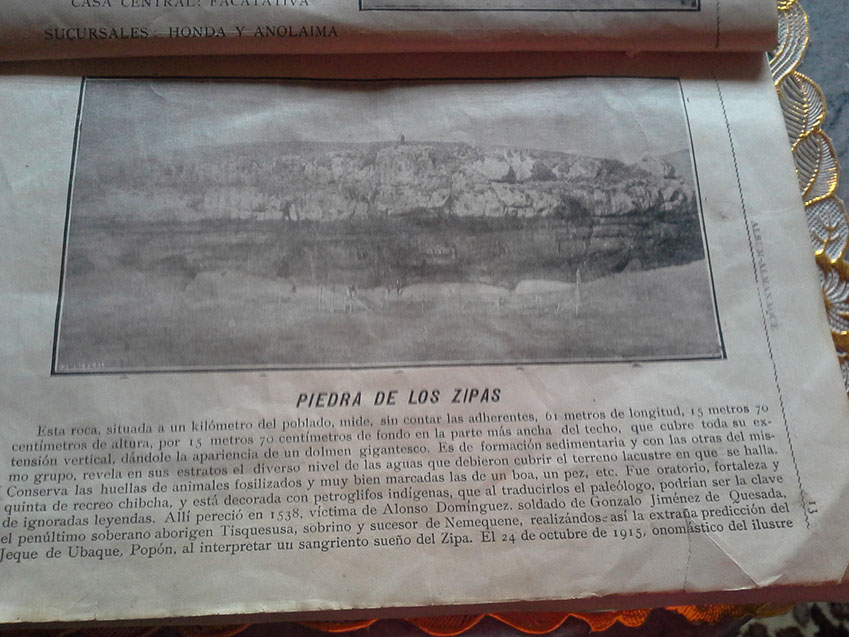 CASA CENTRAL: FACATATIVA
SUCURSALES: HONDA Y ANOLAIMA
ALBUM-ALMANAQUE
PIEDRA DE LOS ZIPAS
Esta roca, situada a un kilómetro del poblado, mide, sin contar las adherentes, 61 metros de longitud, 15 metros 70
centímetros de altura, por 15 metros 70 centímetros de fondo en la parte más ancha del techo, que cubre toda su ex-
tensión vertical, dándole la apariencia de un dolmen gigantesco. Es de formación sedimentaria y con las otras del mis-
mo grupo, revela en sus estratos el diverso nivel de las aguas que debieron cubrir el terreno lacustre en que se halla.
Conserva las huellas de animales fosilizados y muy bien marcadas las de un boa, un pez, etc. Fue oratorio, fortaleza y
quinta de recreo chibcha, y está decorada con petroglifos indígenas, que al traducirlos el paleólogo, podrían ser la clave
de ignoradas leyendas. Allí pereció en 1538, víctima de Alonso Domínguez. soldado de Gonzalo Jiménez de Quesada,
el penúltimo soberano aborigen Tisquesusa, sobrino y sucesor de Nemequene, realizándose así la extraña predicción del
Jeque de Ubaque, Popón, al interpretar un sangriento sueño del Zipa. El 24 de octubre de 1915, onomástico del ilustre
13